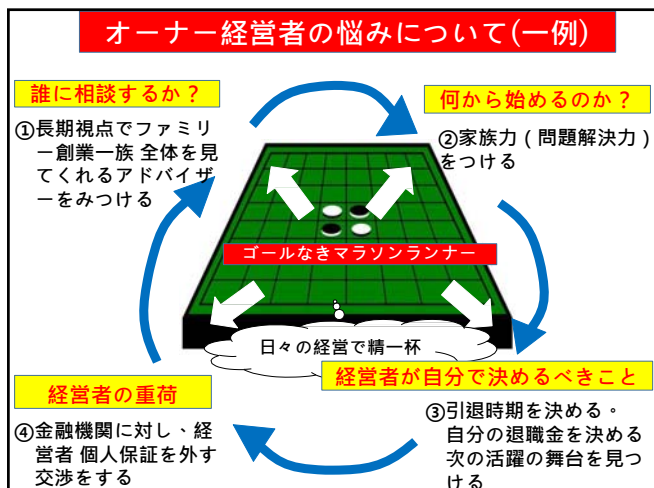 オーナー経営者の悩みについて(一例)
誰に相談するか？
①長期視点でファミリ
ー創業一族 全体を見
てくれるアドバイザ
ーをみつける
何から始めるのか？
②家族力(問題解決力)
をつける
ゴールなきマラソンランナー
日々の経営で精一杯
経営者が自分で決めるべきこと
③引退時期を決める。
自分の退職金を決める
次の活躍の舞台を見つ
ける
経営者の重荷
④金融機関に対し、経
営者 個人保証を外す
交渉をする